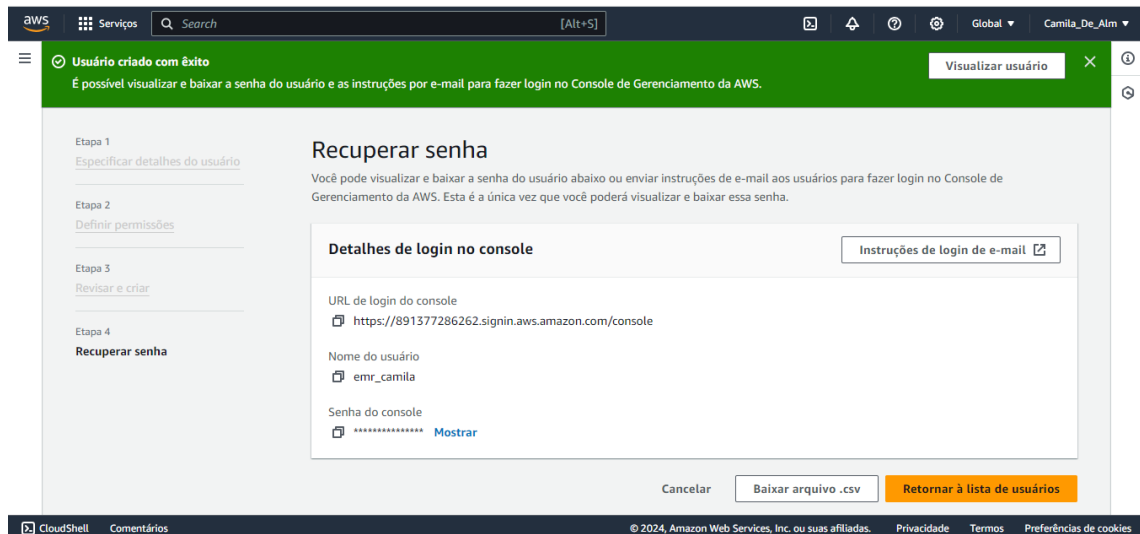 aws
Serviços
Search
[Alt+S]
Global
Camila_De_Alm
Usuário criado com êxito
É possível visualizar e baixar a senha do usuário e as instruções por e-mail para fazer login no Console de Gerenciamento da AWS.
Visualizar usuário
Etapa 1
Especificar detalhes do usuário
Etapa 2
Definir permissões
Etapa 3
Revisar e criar
Etapa 4
Recuperar senha
Recuperar senha
Você pode visualizar e baixar a senha do usuário abaixo ou enviar instruções de e-mail aos usuários para fazer login no Console de
Gerenciamento da AWS. Esta é a única vez que você poderá visualizar e baixar essa senha.
Detalhes de login no console
Instruções de login de e-mail
URL de login do console
https://891377286262.signin.aws.amazon.com/console
Nome do usuário
emr_camila
Senha do console
*************** Mostrar
Cancelar
Baixar arquivo .csv
Retornar à lista de usuários
CloudShell
Comentários
© 2024, Amazon Web Services, Inc. ou suas afiliadas.
Privacidade
Termos
Preferências de cookies